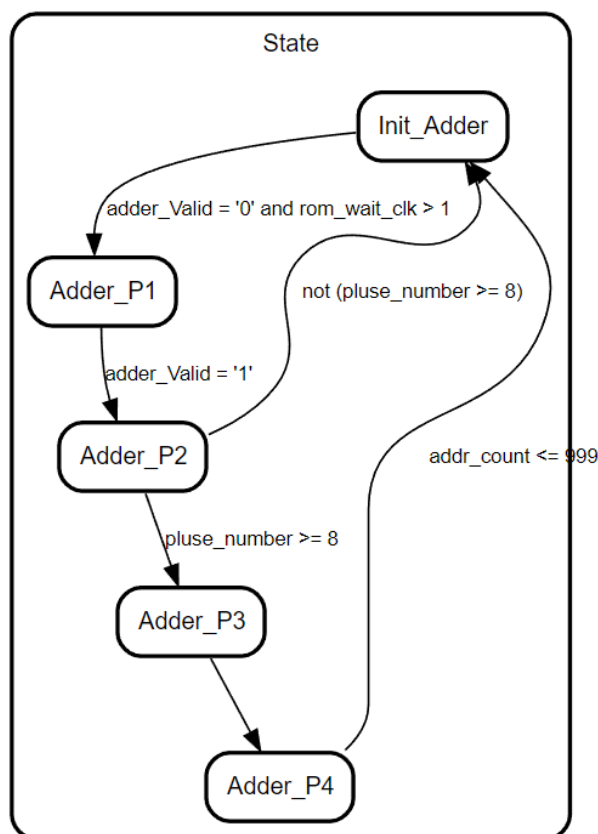 State
Init_Adder
adder_Valid = '0' and rom_wait_clk > 1
Adder_P1
not (pluse_number >= 8)
adder_Valid = '1'
Adder_P2
addr_count <= 999
pluse_number >= 8
Adder_P3
Adder_P4